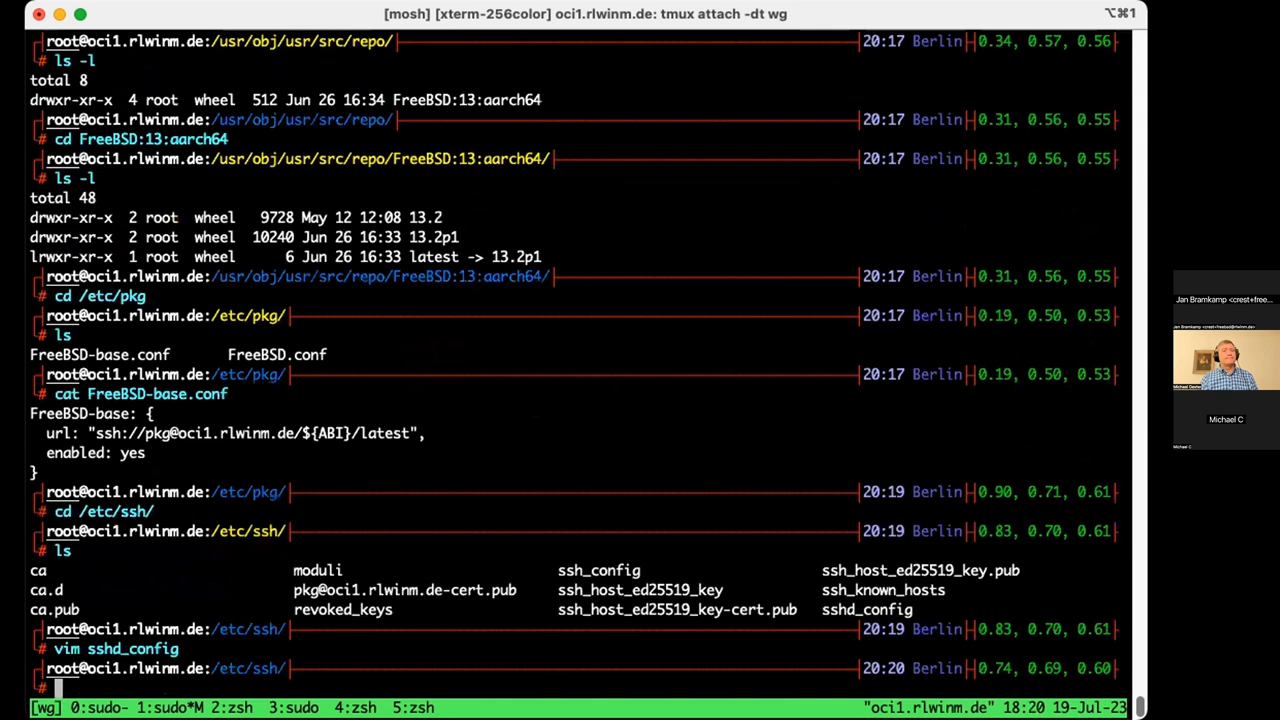 [mosh] [xterm-256color] oci1.rlwinm.de: tmux attach -dt wg
⌥⌘1
root@oci1.rlwinm.de:/usr/obj/usr/src/repo/ 20:17 Berlin 0.34, 0.57, 0.56
# ls -l
total 8
drwxr-xr-x 4 root wheel 512 Jun 26 16:34 FreeBSD:13:aarch64
root@oci1.rlwinm.de:/usr/obj/usr/src/repo/ 20:17 Berlin 0.31, 0.56, 0.55
# cd FreeBSD:13:aarch64
root@oci1.rlwinm.de:/usr/obj/usr/src/repo/FreeBSD:13:aarch64/ 20:17 Berlin 0.31, 0.56, 0.55
# ls -l
total 48
drwxr-xr-x 2 root wheel 9728 May 12 12:08 13.2
drwxr-xr-x 2 root wheel 10240 Jun 26 16:33 13.2p1
lrwxr-xr-x 1 root wheel 6 Jun 26 16:33 latest -> 13.2p1
root@oci1.rlwinm.de:/usr/obj/usr/src/repo/FreeBSD:13:aarch64/ 20:17 Berlin 0.31, 0.56, 0.55
# cd /etc/pkg
root@oci1.rlwinm.de:/etc/pkg/ 20:17 Berlin 0.19, 0.50, 0.53
# ls
FreeBSD-base.conf FreeBSD.conf
root@oci1.rlwinm.de:/etc/pkg/ 20:17 Berlin 0.19, 0.50, 0.53
# cat FreeBSD-base.conf
FreeBSD-base: {
url: "ssh://pkg@oci1.rlwinm.de/${ABI}/latest",
enabled: yes
}
root@oci1.rlwinm.de:/etc/pkg/ 20:19 Berlin 0.90, 0.71, 0.61
# cd /etc/ssh/
root@oci1.rlwinm.de:/etc/ssh/ 20:19 Berlin 0.83, 0.70, 0.61
# ls
ca moduli ssh_config ssh_host_ed25519_key.pub
ca.d pkg@oci1.rlwinm.de-cert.pub ssh_host_ed25519_key ssh_known_hosts
ca.pub revoked_keys ssh_host_ed25519_key-cert.pub sshd_config
root@oci1.rlwinm.de:/etc/ssh/ 20:19 Berlin 0.83, 0.70, 0.61
# vim sshd_config
root@oci1.rlwinm.de:/etc/ssh/ 20:20 Berlin 0.74, 0.69, 0.60
#
[wg] 0:sudo- 1:sudo*M 2:zsh 3:sudo 4:zsh 5:zsh "oci1.rlwinm.de" 18:20 19-Jul-23
Jan Bramkamp <crest+free...
Jan Bramkamp <crest+freebsd@rlwinm.de>
Michael Dexter
Michael C
Michael C